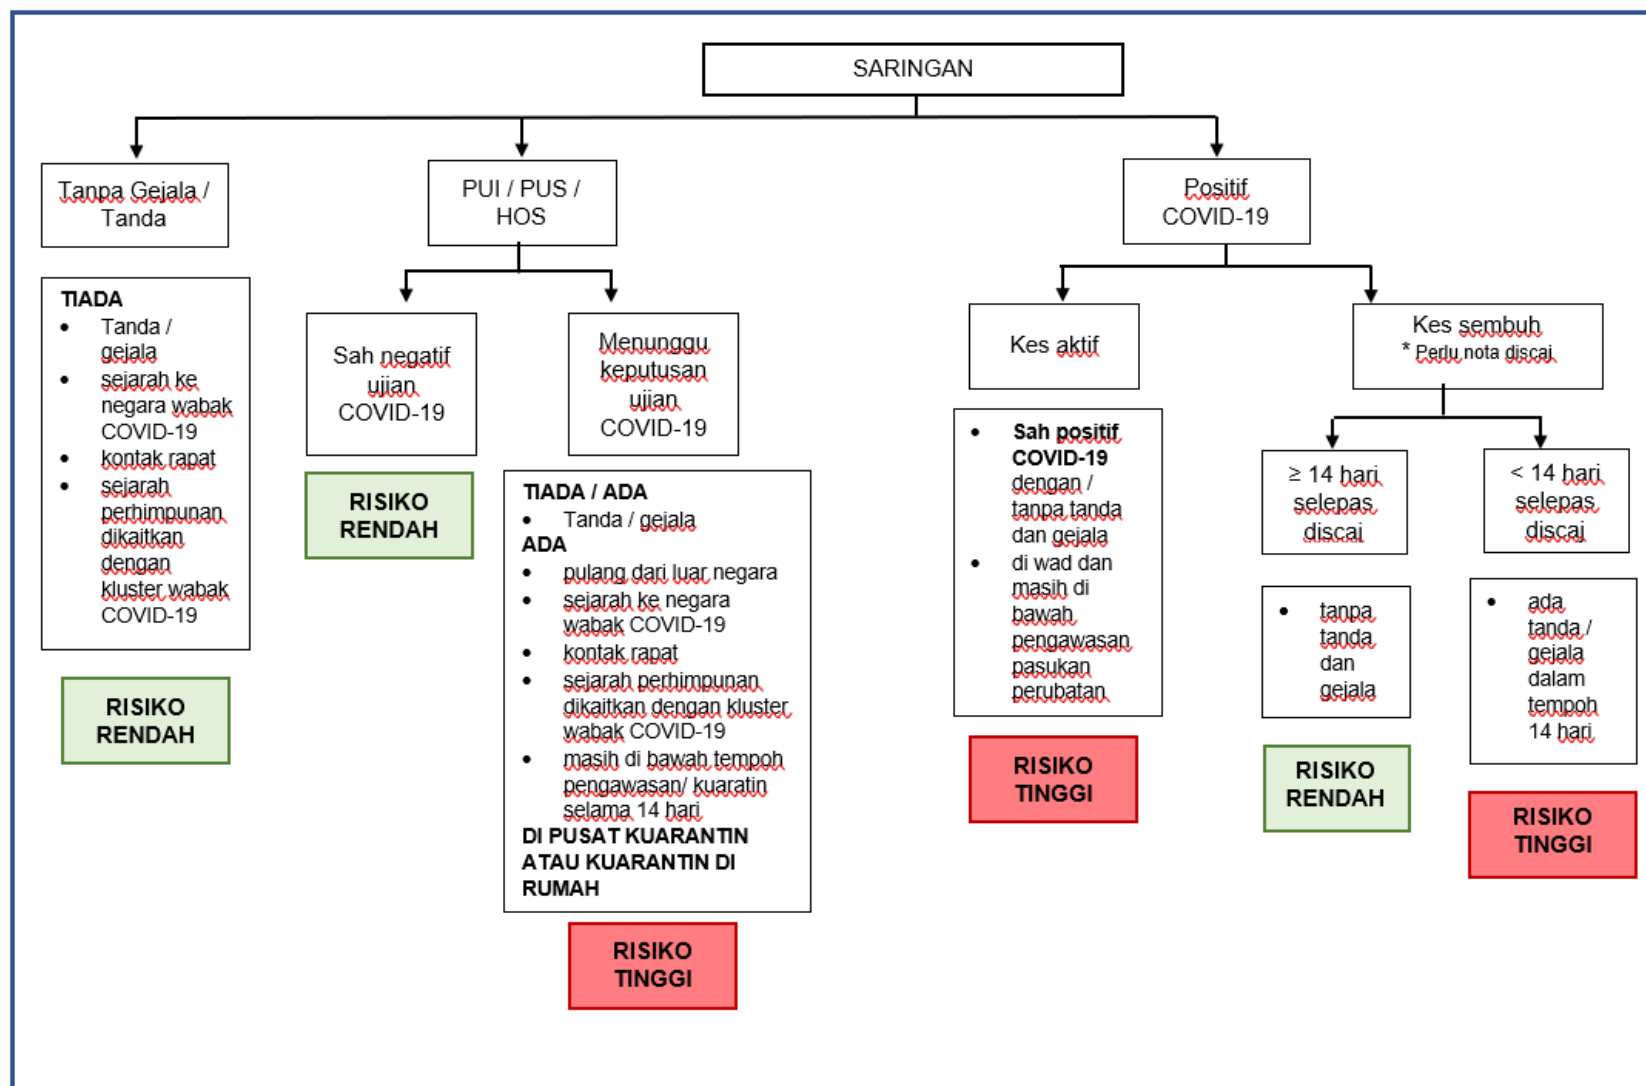 SARINGAN
Tanpa Gejala /
Tanda
TIADA
• Tanda /
gejala
• sejarah ke
negara wabak
COVID-19
• kontak rapat
• sejarah
perhimpunan
dikaitkan
dengan
kluster wabak
COVID-19
RISIKO
RENDAH
PUI / PUS /
HOS
Sah negatif
ujian
COVID-19
RISIKO
RENDAH
Menunggu
keputusan
ujian
COVID-19
TIADA / ADA
• Tanda / gejala
ADA
• pulang dari luar negara
• sejarah ke negara
wabak COVID-19
• kontak rapat
• sejarah perhimpunan
dikaitkan dengan kluster
wabak COVID-19
• masih di bawah tempoh
pengawasan/ kuaratin
selama 14 hari
DI PUSAT KUARANTIN
ATAU KUARANTIN DI
RUMAH
RISIKO
TINGGI
Positif
COVID-19
Kes aktif
• Sah positif
COVID-19
dengan /
tanpa tanda
dan gejala
• di wad dan
masih di
bawah
pengawasan
pasukan
perubatan
RISIKO
TINGGI
Kes sembuh
* Perlu nota discaj
≥ 14 hari
selepas
discaj
• tanpa
tanda
dan
gejala
RISIKO
RENDAH
< 14 hari
selepas
discaj
• ada
tanda /
gejala
dalam
tempoh
14 hari
RISIKO
TINGGI